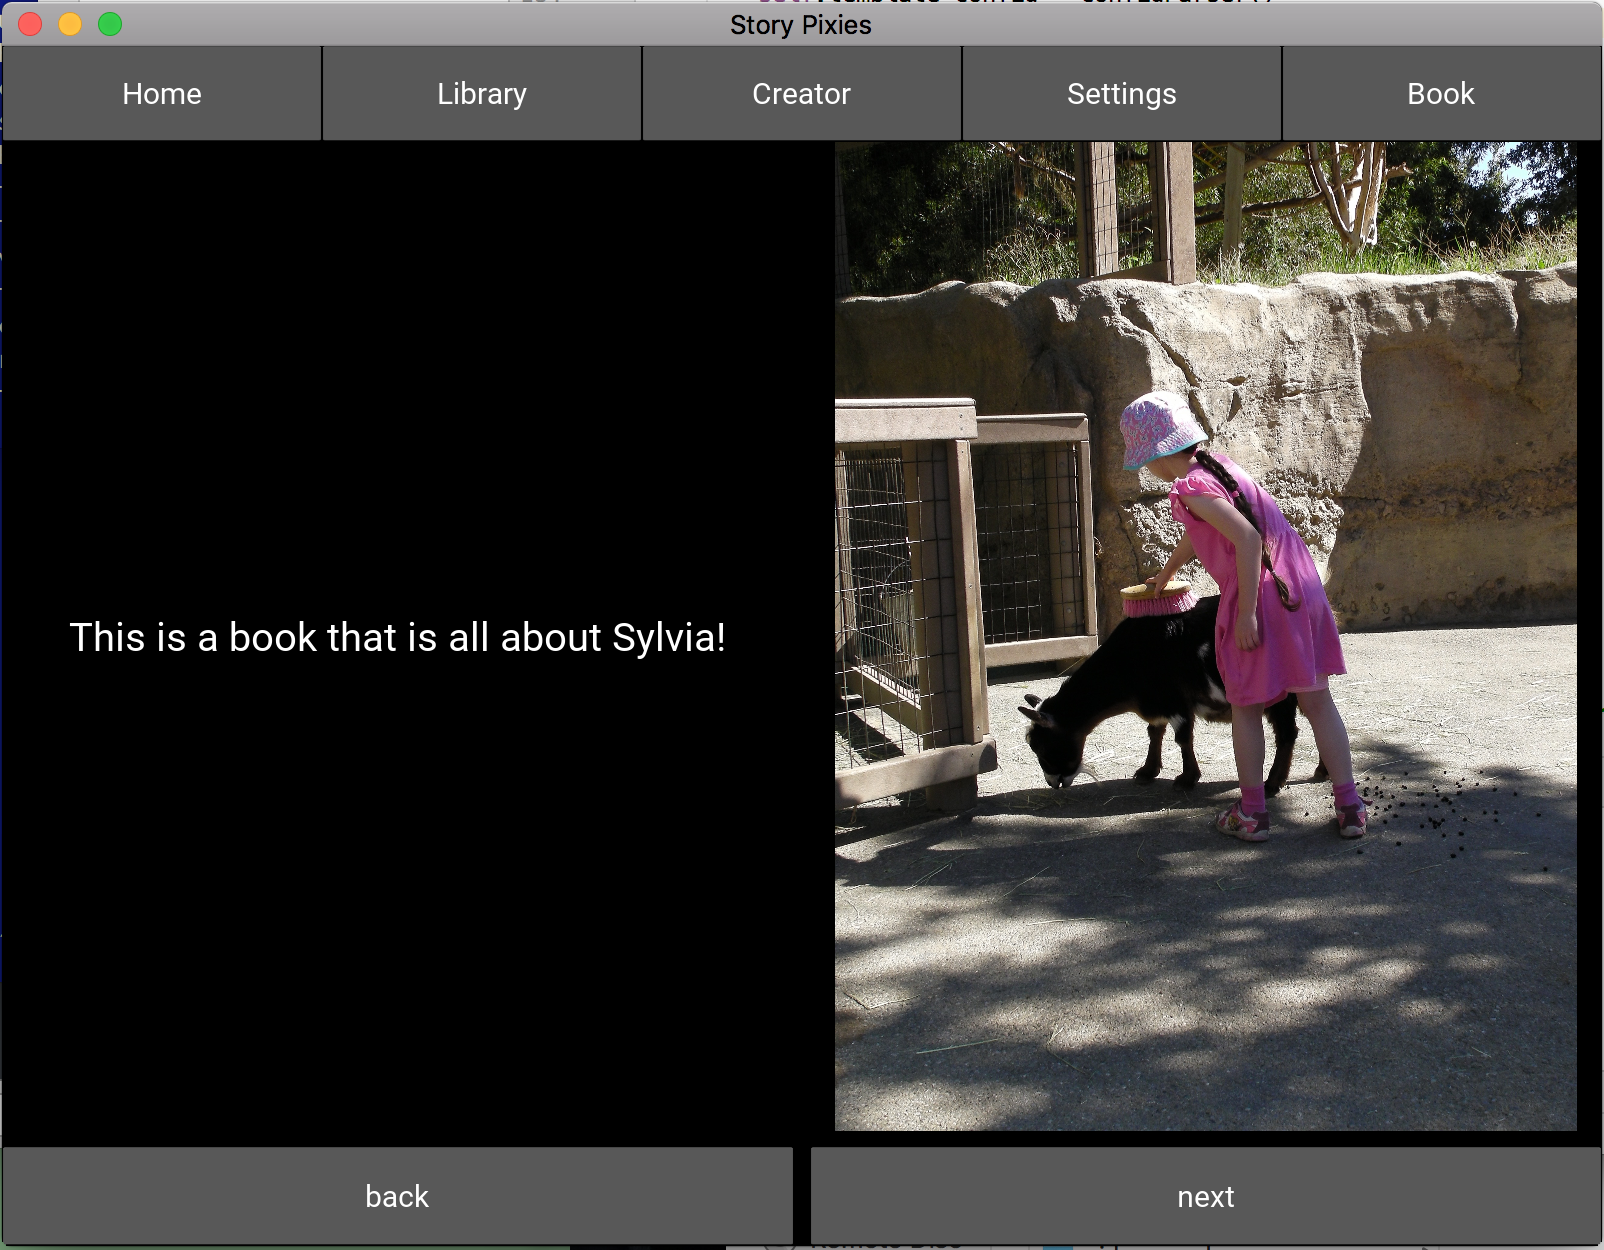 Story Pixies
Home
Library
Creator
Settings
Book
This is a book that is all about Sylvia!
back
next